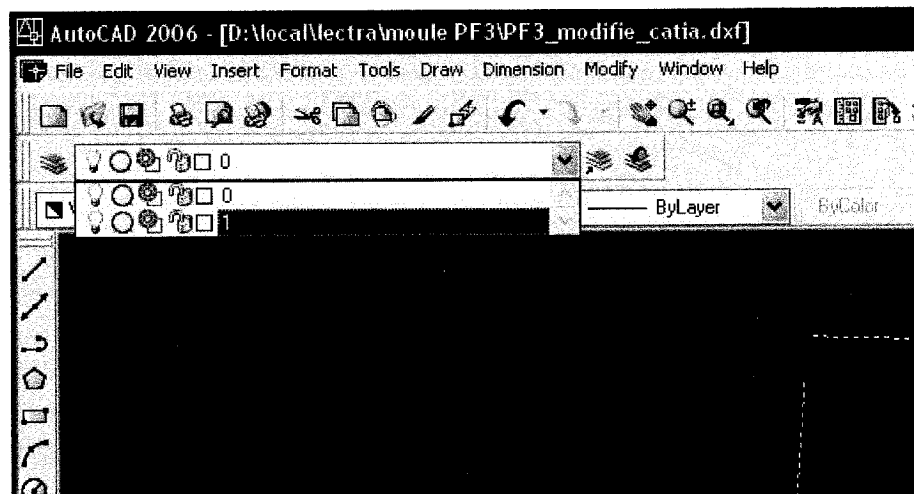 AutoCAD 2006 - [D:\local\lectra\moule PF3\PF3_modifie_catia.dxf]
File Edit View Insert Format Tools Draw Dimension Modify Window Help
0
0
ByLayer ByColor
1